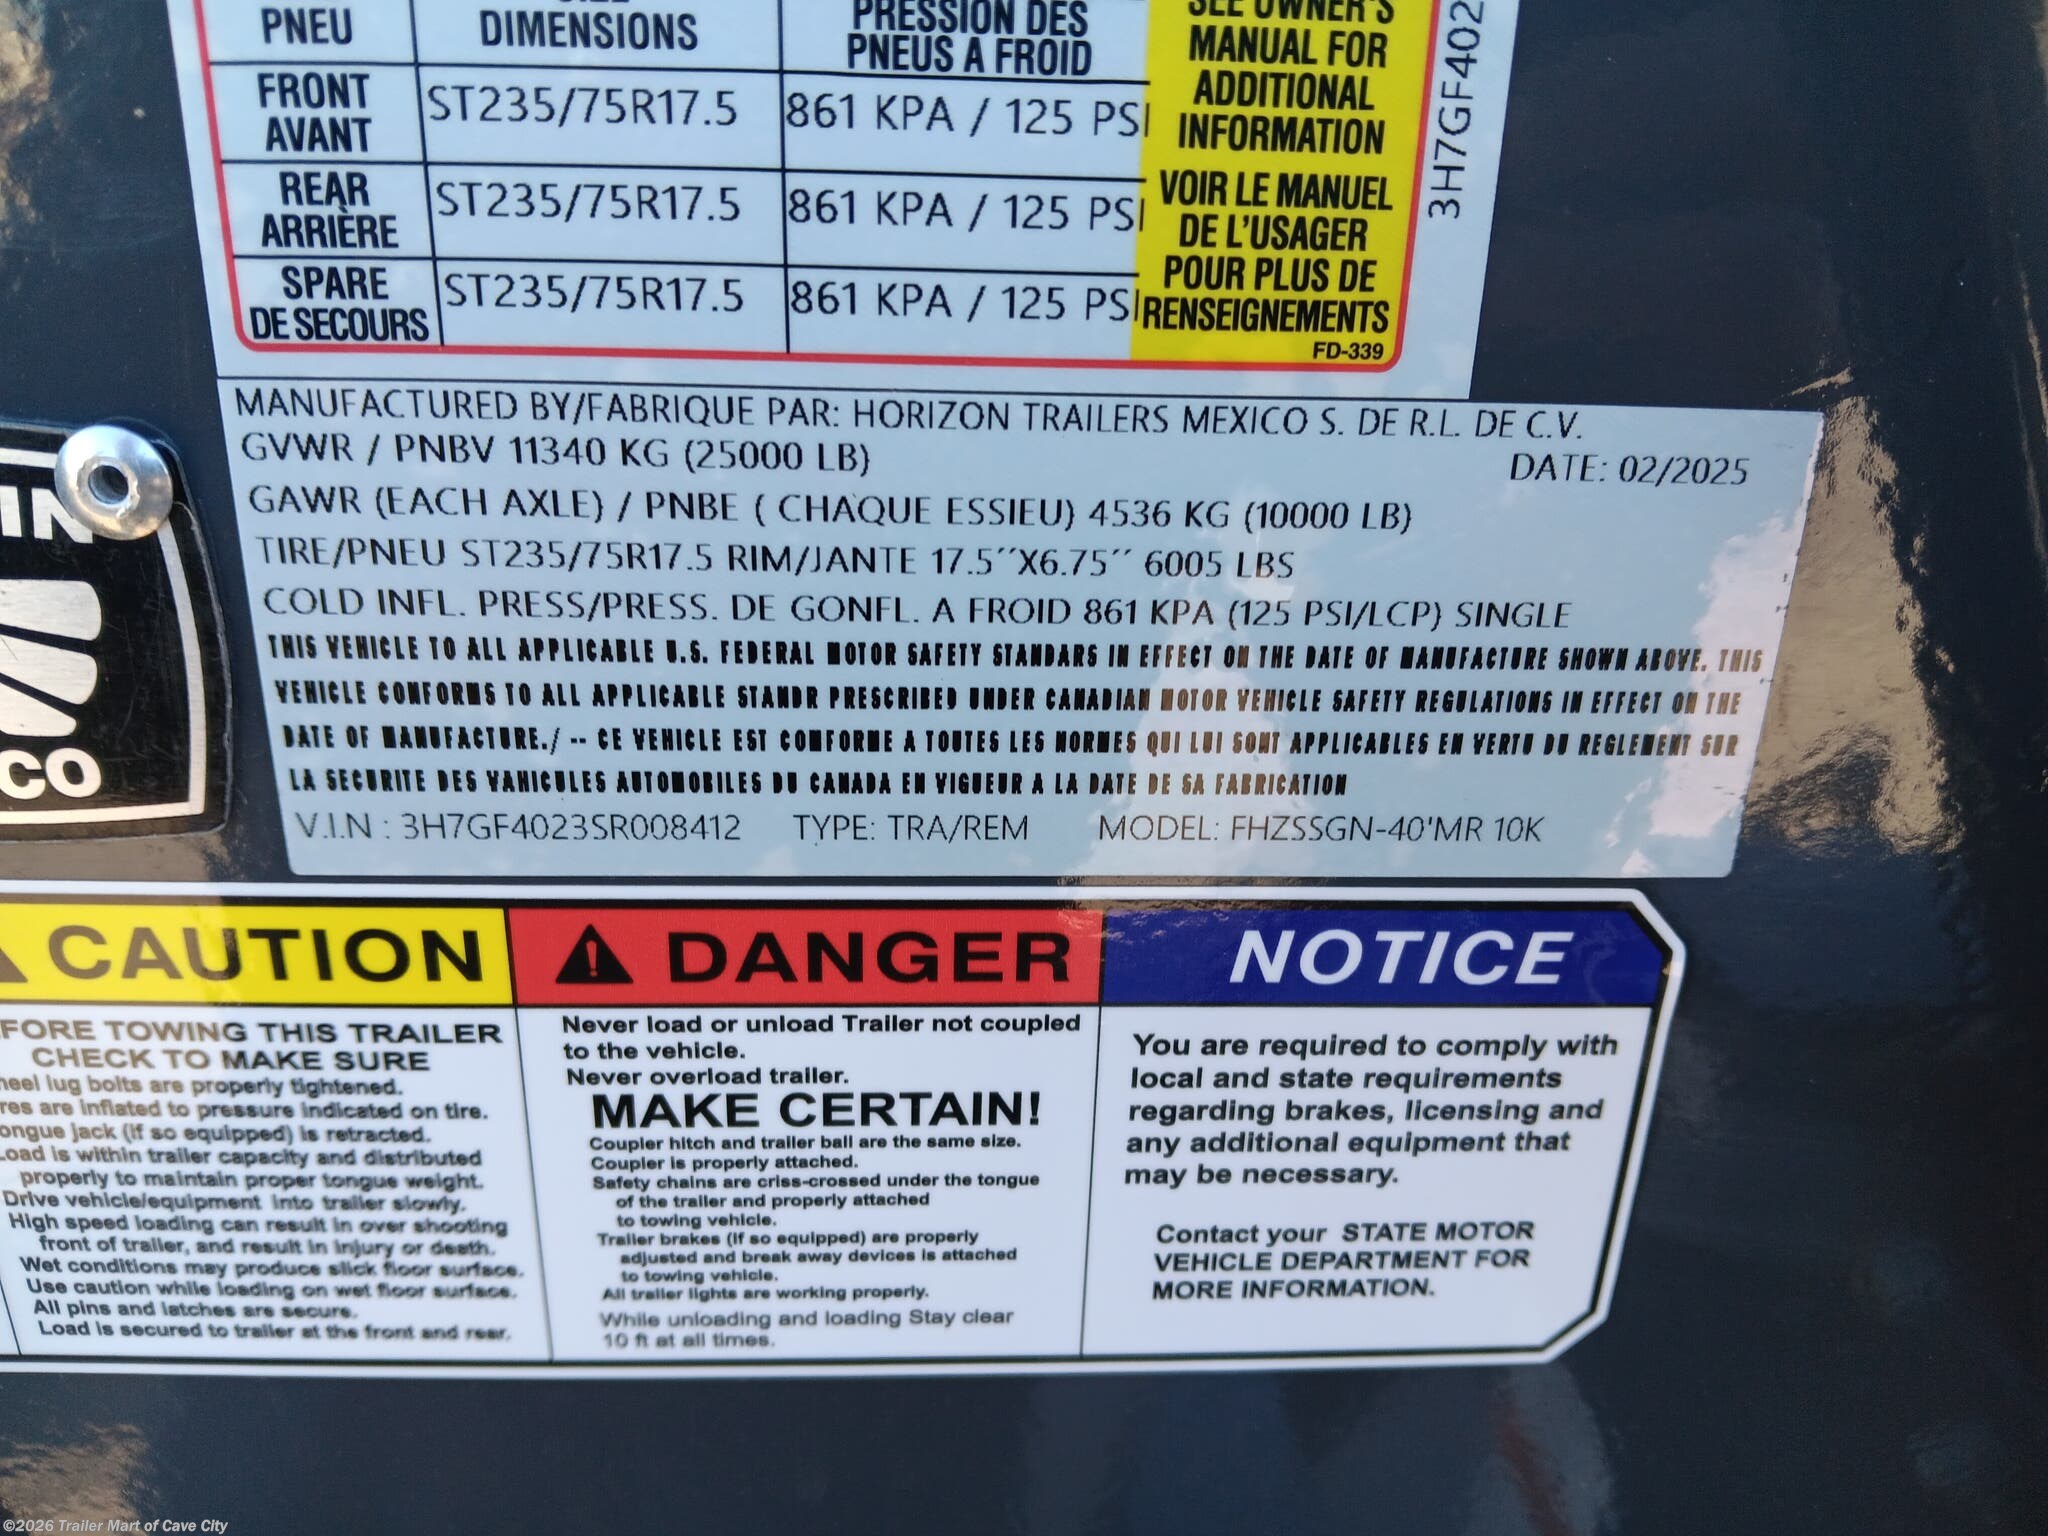 PNEU
DIMENSIONS
PRESSION DES
PNEUS A FROID
SEE OWNER'S
MANUAL FOR
ADDITIONAL
INFORMATION
VOIR LE MANUEL
DE L'USAGER
POUR PLUS DE
RENSEIGNEMENTS
FD-339
FRONT
AVANT
ST235/75R17.5
861 KPA / 125 PSI
REAR
ARRIÈRE
ST235/75R17.5
861 KPA / 125 PSI
SPARE
DE SECOURS
ST235/75R17.5
861 KPA / 125 PSI
3H7GF402
MANUFACTURED BY/FABRIQUE PAR: HORIZON TRAILERS MEXICO S. DE R.L. DE C.V.
GVWR / PNBV 11340 KG (25000 LB)
DATE: 02/2025
GAWR (EACH AXLE) / PNBE ( CHAQUE ESSIEU) 4536 KG (10000 LB)
TIRE/PNEU ST235/75R17.5 RIM/JANTE 17.5´´X6.75´´ 6005 LBS
COLD INFL. PRESS/PRESS. DE GONFL. A FROID 861 KPA (125 PSI/LCP) SINGLE
THIS VEHICLE TO ALL APPLICABLE U.S. FEDERAL MOTOR SAFETY STANDARS IN EFFECT ON THE DATE OF MANUFACTURE SHOWN ABOVE. THIS
VEHICLE CONFORMS TO ALL APPLICABLE STANDR PRESCRIBED UNDER CANADIAN MOTOR VEHICLE SAFETY REGULATIONS IN EFFECT ON THE
DATE OF MANUFACTURE./ -- CE VEHICLE EST CONFORME A TOUTES LES NORMES QUI LUI SONT APPLICABLES EN VERTU DU REGLEMENT SUR
LA SECURITE DES VAHICULES AUTOMOBILES DU CANADA EN VIGUEUR A LA DATE DE SA FABRICATION
V.I.N : 3H7GF4023SR008412 TYPE: TRA/REM MODEL: FHZSSGN-40'MR 10K
IN
CO
CAUTION
FORE TOWING THIS TRAILER
CHECK TO MAKE SURE
heel lug bolts are properly tightened.
res are inflated to pressure indicated on tire.
ongue jack (if so equipped) is retracted.
Load is within trailer capacity and distributed
properly to maintain proper tongue weight.
Drive vehicle/equipment into trailer slowly.
High speed loading can result in over shooting
front of trailer, and result in injury or death.
Wet conditions may produce slick floor surface.
Use caution while loading on wet floor surface.
All pins and latches are secure.
Load is secured to trailer at the front and rear.
DANGER
Never load or unload Trailer not coupled
to the vehicle.
Never overload trailer.
MAKE CERTAIN!
Coupler hitch and trailer ball are the same size.
Coupler is properly attached.
Safety chains are criss-crossed under the tongue
of the trailer and properly attached
to towing vehicle.
Trailer brakes (if so equipped) are properly
adjusted and break away devices is attached
to towing vehicle.
All trailer lights are working properly.
While unloading and loading Stay clear
10 ft at all times.
NOTICE
You are required to comply with
local and state requirements
regarding brakes, licensing and
any additional equipment that
may be necessary.
Contact your STATE MOTOR
VEHICLE DEPARTMENT FOR
MORE INFORMATION.
©2026 Trailer Mart of Cave City